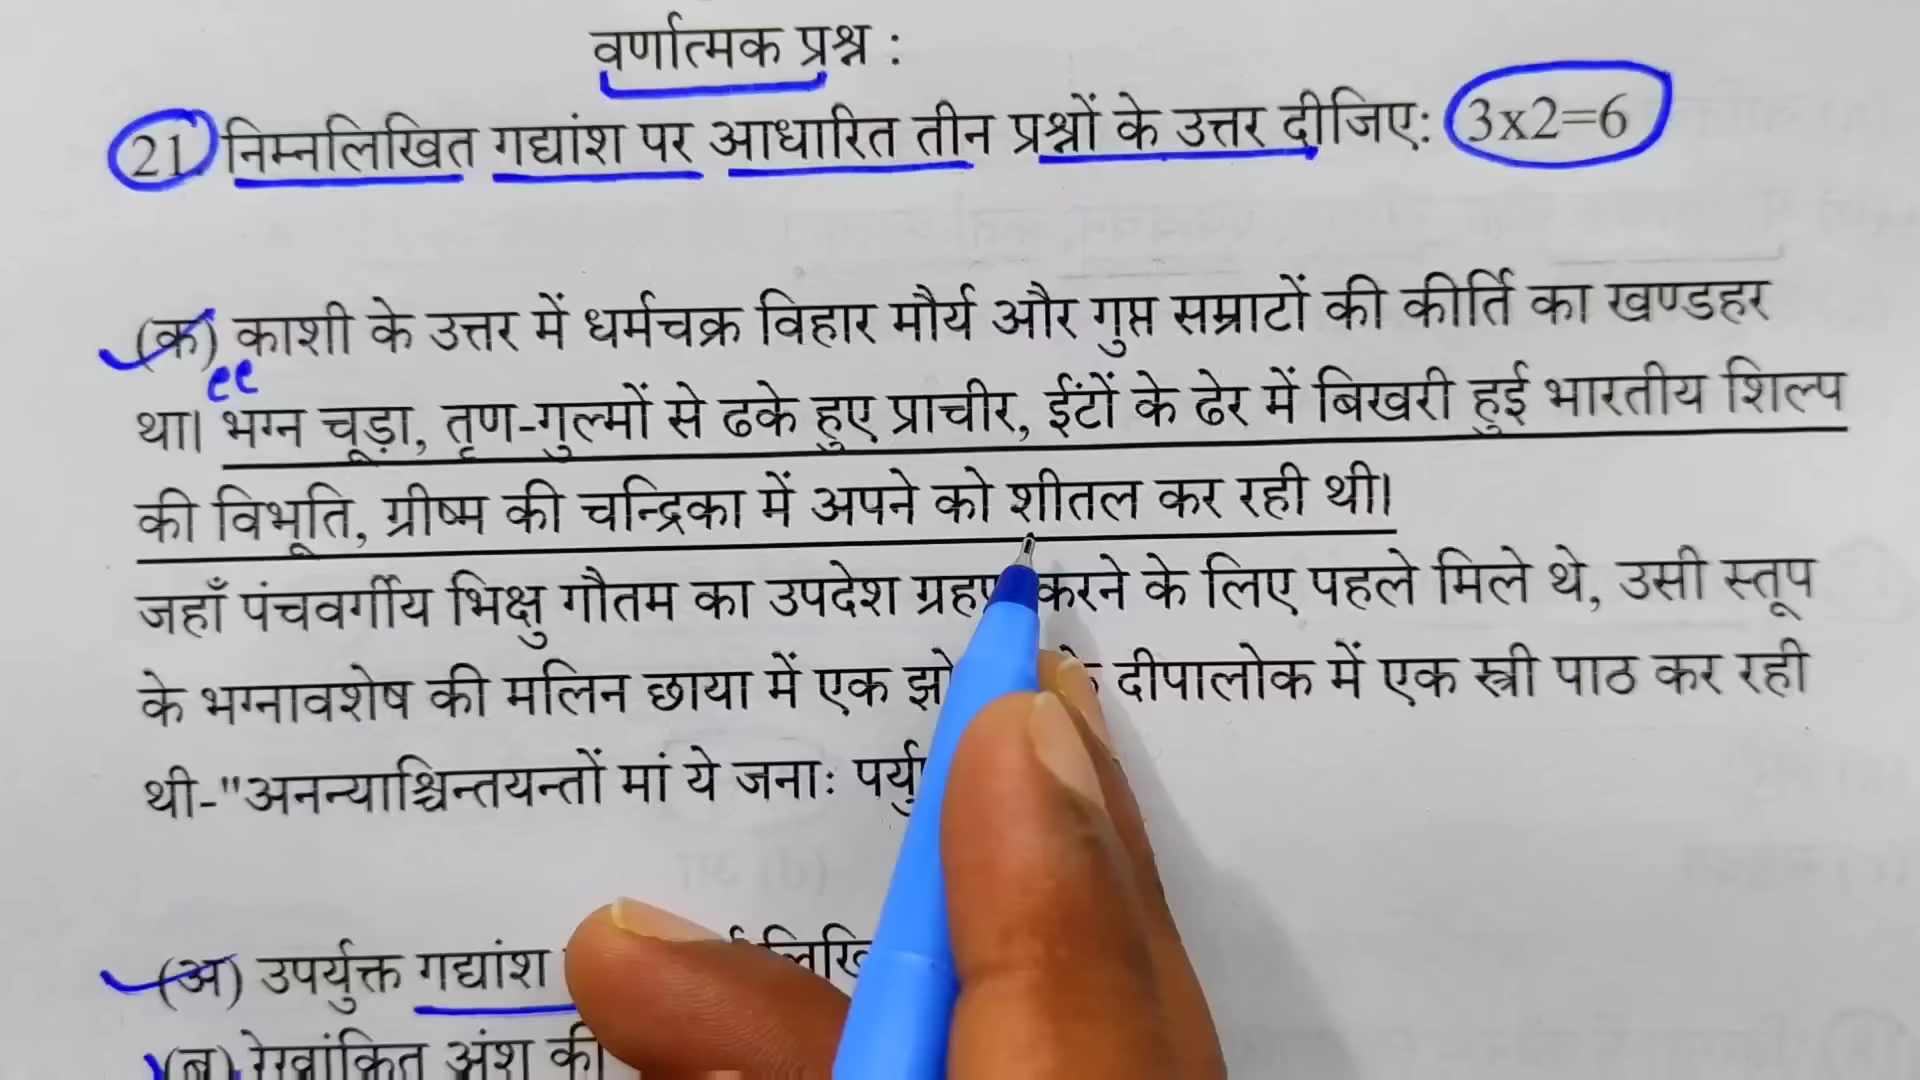 वर्णात्मक प्रश्न :
21. निम्नलिखित गद्यांश पर आधारित तीन प्रश्नों के उत्तर दीजिए: 3x2=6
(क) काशी के उत्तर में धर्मचक्र विहार मौर्य और गुप्त सम्राटों की कीर्ति का खण्डहर
था। भग्न चूड़ा, तृण-गुल्मों से ढके हुए प्राचीर, ईंटों के ढेर में बिखरी हुई भारतीय शिल्प
की विभूति, ग्रीष्म की चन्द्रिका में अपने को शीतल कर रही थी।
जहाँ पंचवर्गीय भिक्षु गौतम का उपदेश ग्रहण करने के लिए पहले मिले थे, उसी स्तूप
के भग्नावशेष की मलिन छाया में एक दीपालोक में एक स्त्री पाठ कर रही
थी-"अनन्याश्चिन्तयन्तों मां ये जनाः
(अ) उपर्युक्त गद्यांश
(ब) रेखांकित अंश की